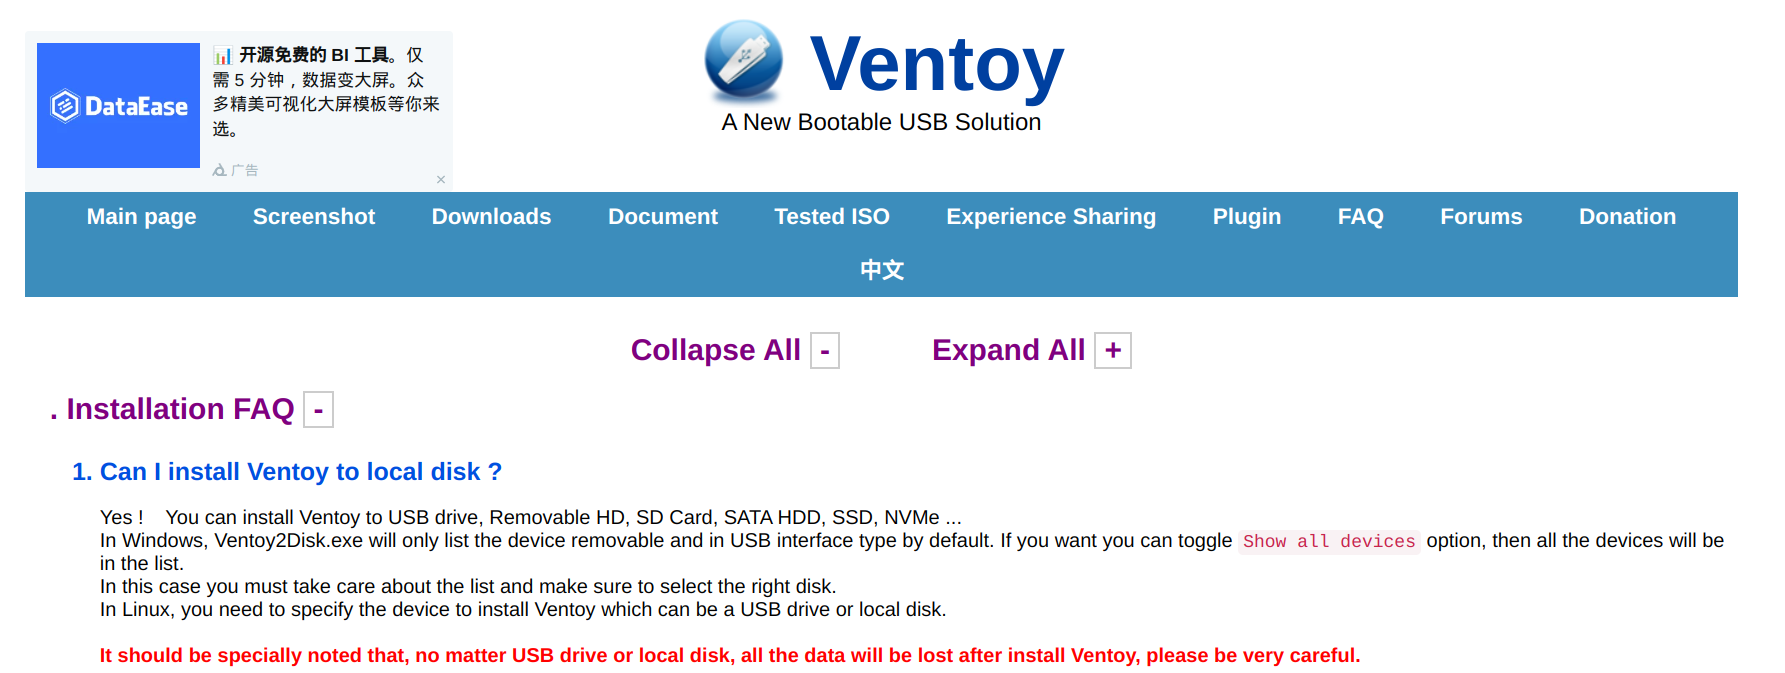 📊 开源免费的 BI 工具。仅
需 5 分钟，数据变大屏。众
多精美可视化大屏模板等你来
选。
DataEase
广告
×
Ventoy
A New Bootable USB Solution
Main page Screenshot Downloads Document Tested ISO Experience Sharing Plugin FAQ Forums Donation
中文
Collapse All - Expand All +
. Installation FAQ -
1. Can I install Ventoy to local disk ?
Yes ! You can install Ventoy to USB drive, Removable HD, SD Card, SATA HDD, SSD, NVMe ...
In Windows, Ventoy2Disk.exe will only list the device removable and in USB interface type by default. If you want you can toggle Show all devices option, then all the devices will be
in the list.
In this case you must take care about the list and make sure to select the right disk.
In Linux, you need to specify the device to install Ventoy which can be a USB drive or local disk.
It should be specially noted that, no matter USB drive or local disk, all the data will be lost after install Ventoy, please be very careful.